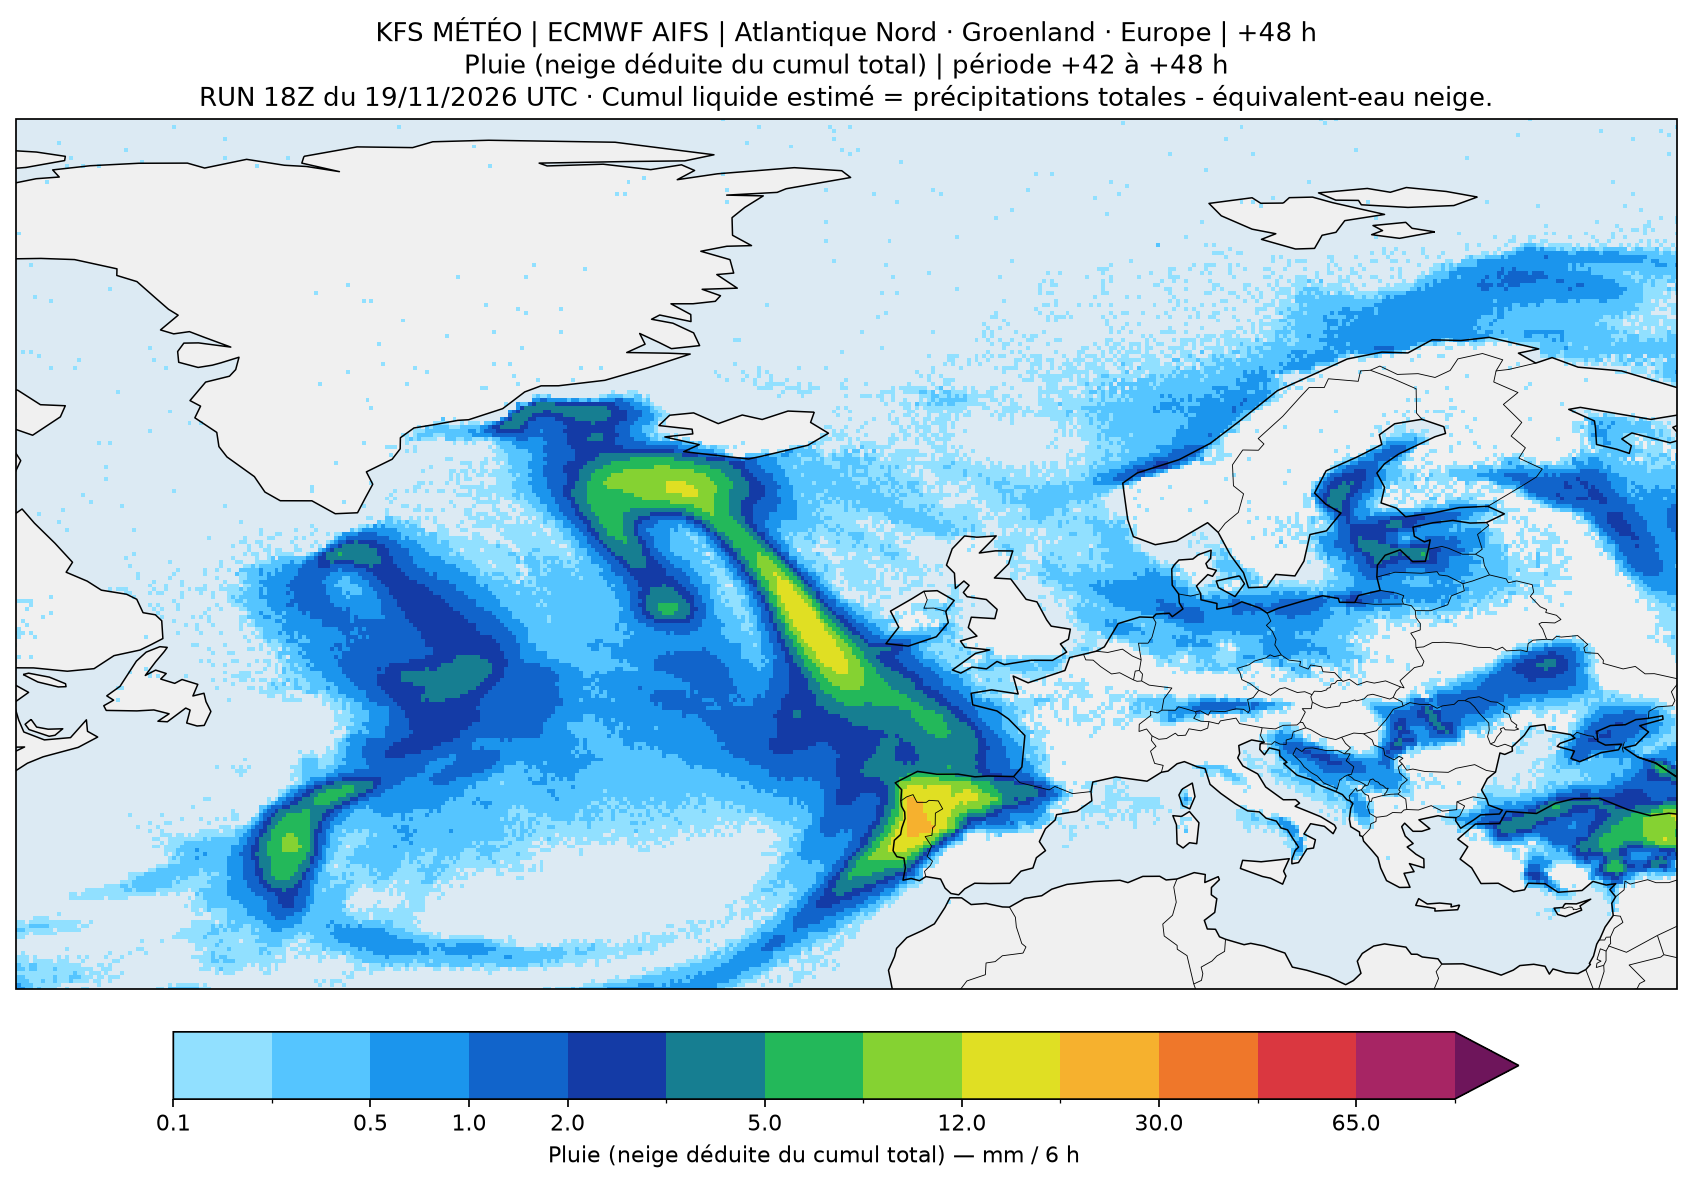 KFS MÉTÉO | ECMWF AIFS | Atlantique Nord · Groenland · Europe | +48 h
Pluie (neige déduite du cumul total) | période +42 à +48 h
RUN 18Z du 19/11/2026 UTC · Cumul liquide estimé = précipitations totales - équivalent-eau neige.
0.1 0.5 1.0 2.0 5.0 12.0 30.0 65.0
Pluie (neige déduite du cumul total) — mm / 6 h